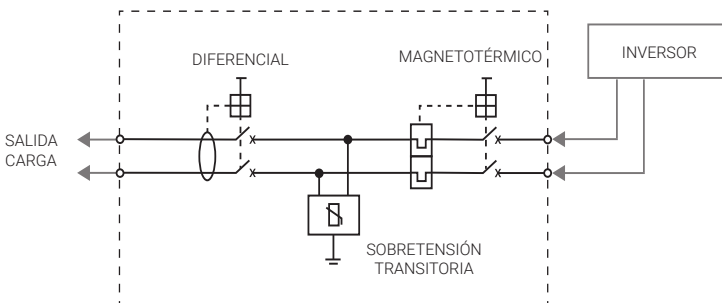 INVERSOR
DIFERENCIAL
MAGNETOTÉRMICO
SALIDA
CARGA
SOBRETENSIÓN
TRANSITORIA